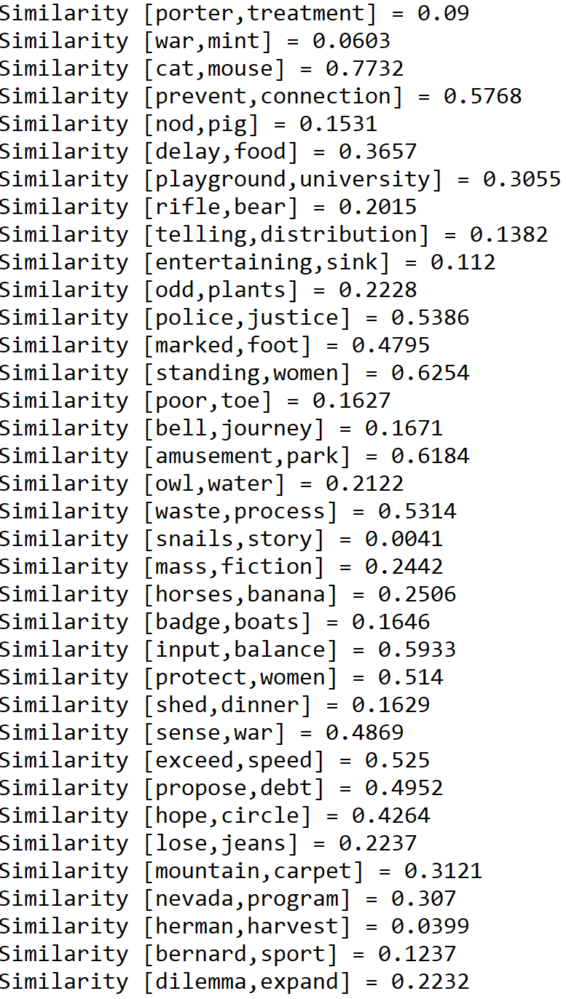 Similarity [porter,treatment] = 0.09
Similarity [war,mint] = 0.0603
Similarity [cat,mouse] = 0.7732
Similarity [prevent,connection] = 0.5768
Similarity [nod,pig] = 0.1531
Similarity [delay,food] = 0.3657
Similarity [playground,university] = 0.3055
Similarity [rifle,bear] = 0.2015
Similarity [telling,distribution] = 0.1382
Similarity [entertaining,sink] = 0.112
Similarity [odd,plants] = 0.2228
Similarity [police,justice] = 0.5386
Similarity [marked,foot] = 0.4795
Similarity [standing,women] = 0.6254
Similarity [poor,toe] = 0.1627
Similarity [bell,journey] = 0.1671
Similarity [amusement,park] = 0.6184
Similarity [owl,water] = 0.2122
Similarity [waste,process] = 0.5314
Similarity [snails,story] = 0.0041
Similarity [mass,fiction] = 0.2442
Similarity [horses,banana] = 0.2506
Similarity [badge,boats] = 0.1646
Similarity [input,balance] = 0.5933
Similarity [protect,women] = 0.514
Similarity [shed,dinner] = 0.1629
Similarity [sense,war] = 0.4869
Similarity [exceed,speed] = 0.525
Similarity [propose,debt] = 0.4952
Similarity [hope,circle] = 0.4264
Similarity [lose,jeans] = 0.2237
Similarity [mountain,carpet] = 0.3121
Similarity [nevada,program] = 0.307
Similarity [herman,harvest] = 0.0399
Similarity [bernard,sport] = 0.1237
Similarity [dilemma,expand] = 0.2232